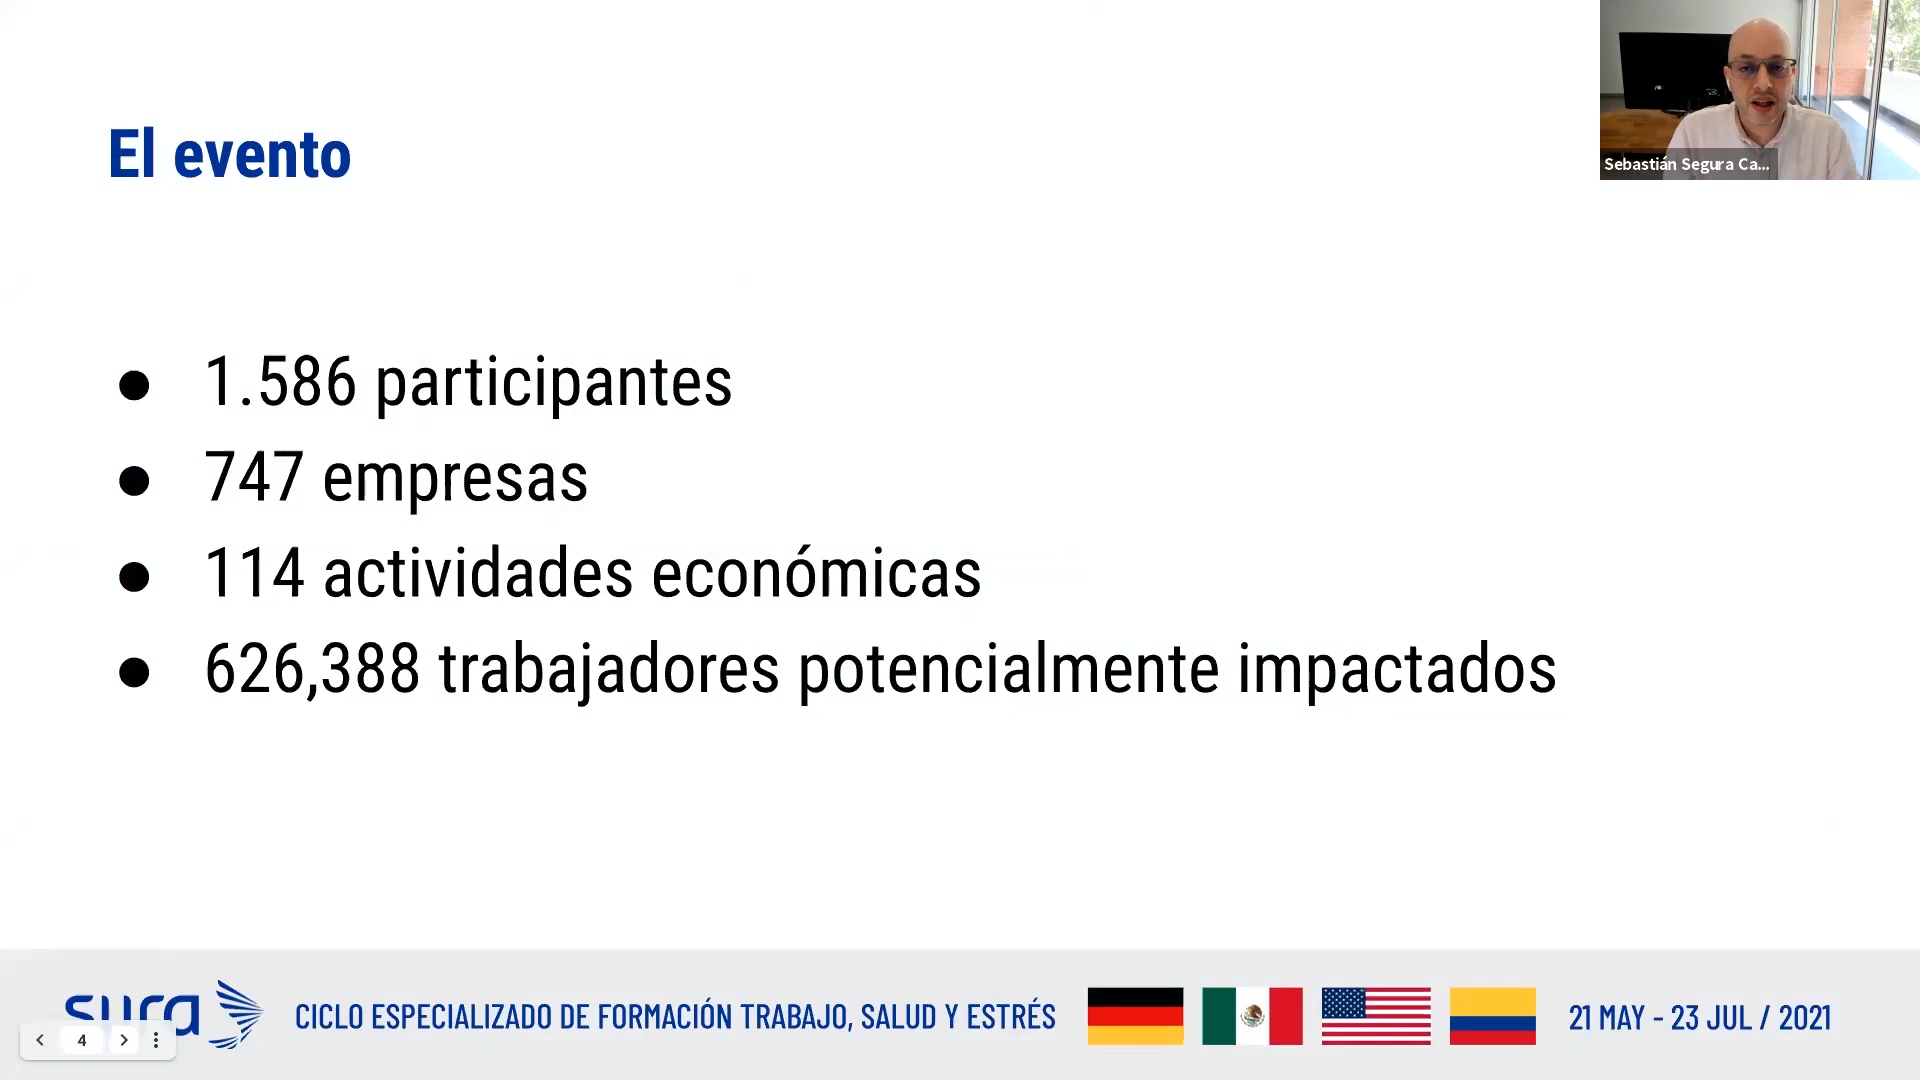 El evento
Sebastián Segura Ca...
● 1.586 participantes
● 747 empresas
● 114 actividades económicas
● 626,388 trabajadores potencialmente impactados
sura
CICLO ESPECIALIZADO DE FORMACIÓN TRABAJO, SALUD Y ESTRÉS
21 MAY - 23 JUL / 2021
4